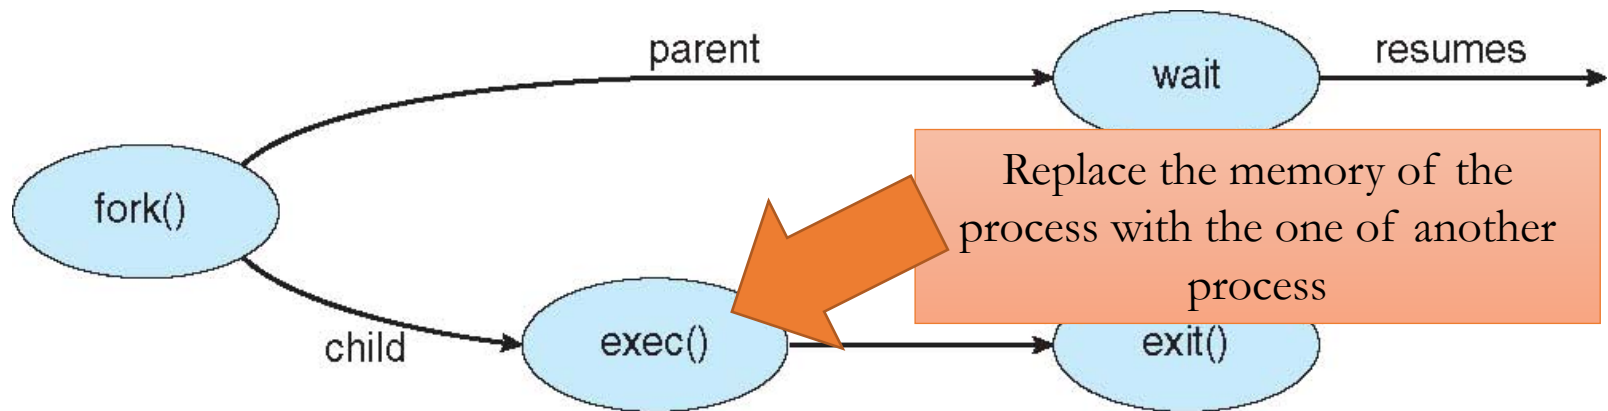 parent
wait
resumes
Replace the memory of the
process with the one of another
process
fork()
child
exec()
exit()